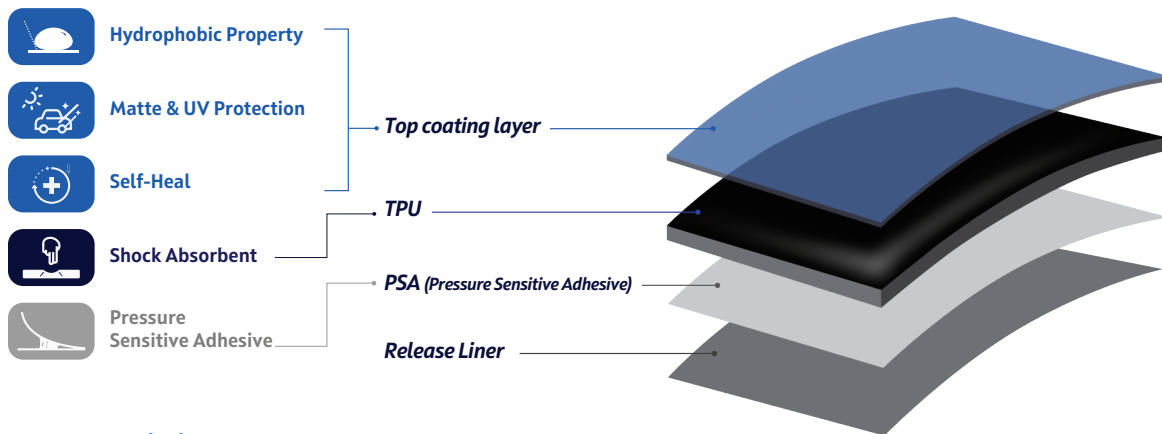 Hydrophobic Property
Matte & UV Protection
Self-Heal
Shock Absorbent
Pressure
Sensitive Adhesive
Top coating layer
TPU
PSA (Pressure Sensitive Adhesive)
Release Liner